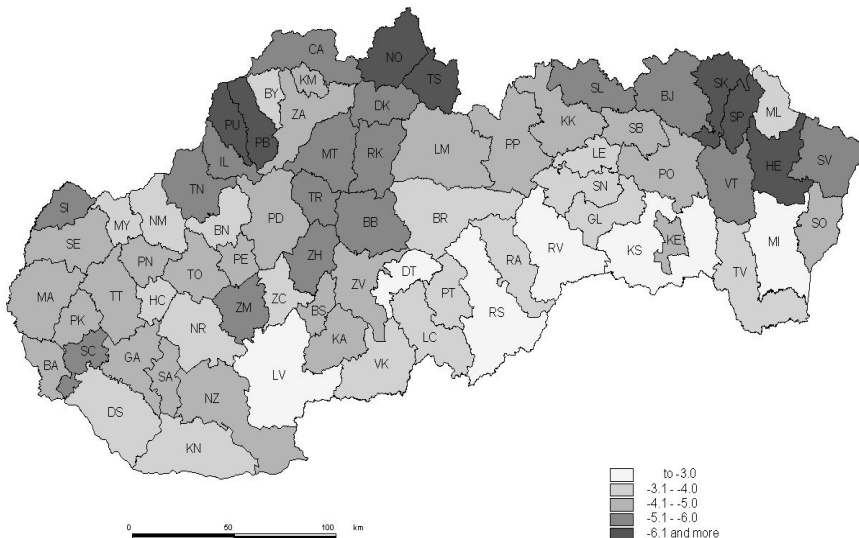 CA
NO
TS
KM
BY
ZA
DK
SL
BJ
SK
SP
ML
PU
PB
KK
SB
IL
MT
RK
LM
PP
LE
PO
VT
HE
SV
TN
SI
TR
SN
MY
NM
BN
PD
BB
BR
GL
SO
SE
RV
KS
KE
MI
PN
TO
PE
ZH
DT
RA
TV
MA
TT
HC
ZM
ZC
BS
ZV
PT
RS
PK
NR
KA
LC
BA
SC
GA
SA
LV
VK
DS
NZ
KN
to -3.0
-3.1 - -4.0
-4.1 - -5.0
-5.1 - -6.0
-6.1 and more
0 50 100
km